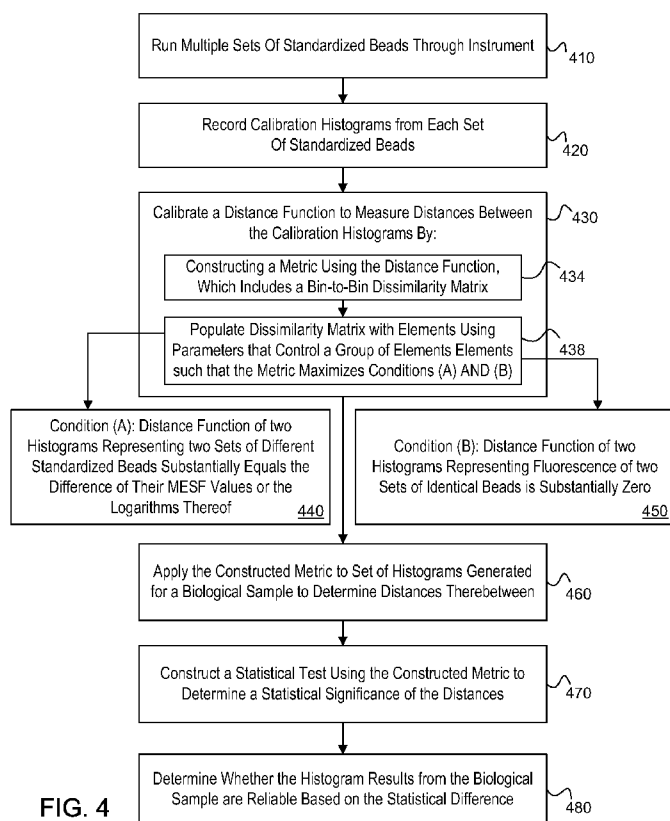 Run Multiple Sets Of Standardized Beads Through Instrument
410
Record Calibration Histograms from Each Set
Of Standardized Beads
420
Calibrate a Distance Function to Measure Distances Between
the Calibration Histograms By:
430
Constructing a Metric Using the Distance Function,
Which Includes a Bin-to-Bin Dissimilarity Matrix
434
Populate Dissimilarity Matrix with Elements Using
Parameters that Control a Group of Elements Elements
such that the Metric Maximizes Conditions (A) AND (B)
438
Condition (A): Distance Function of two
Histograms Representing two Sets of Different
Standardized Beads Substantially Equals the
Difference of Their MESF Values or the
Logarithms Thereof
440
Condition (B): Distance Function of two
Histograms Representing Fluorescence of two
Sets of Identical Beads is Substantially Zero
450
Apply the Constructed Metric to Set of Histograms Generated
for a Biological Sample to Determine Distances Therebetween
460
Construct a Statistical Test Using the Constructed Metric to
Determine a Statistical Significance of the Distances
470
Determine Whether the Histogram Results from the Biological
Sample are Reliable Based on the Statistical Difference
480
FIG. 4